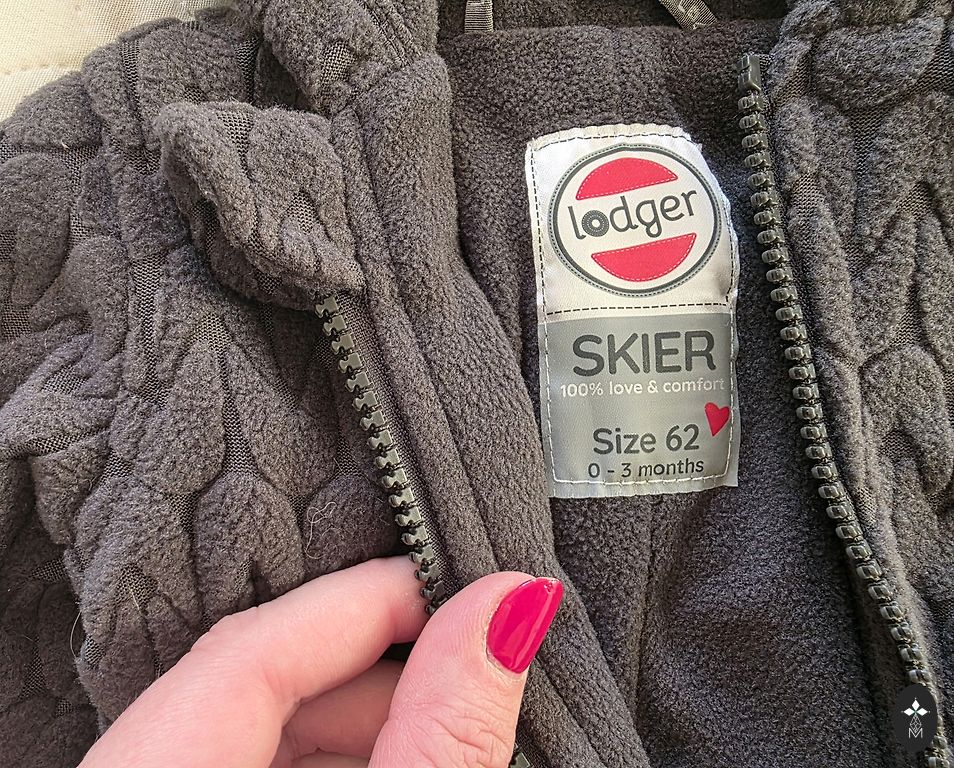 lodger
SKIER
100% love & comfort
Size 62
0 - 3 months